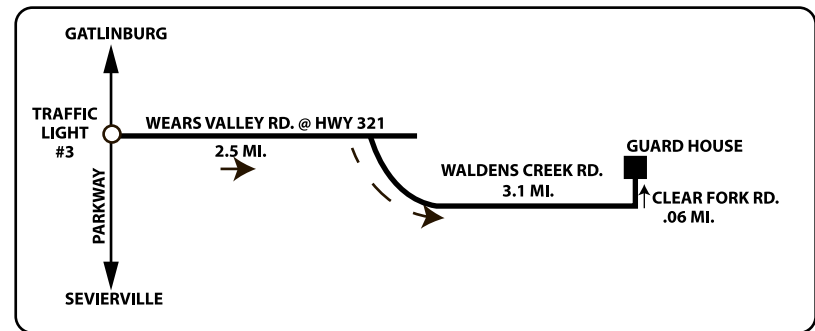 GATLINBURG
TRAFFIC
LIGHT
#3
WEARS VALLEY RD. @ HWY 321
2.5 MI.
PARKWAY
SEVIERVILLE
WALDENS CREEK RD.
3.1 MI.
GUARD HOUSE
CLEAR FORK RD.
.06 MI.